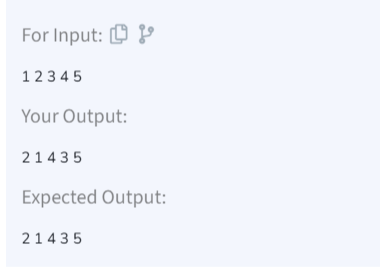 For Input:
1 2 3 4 5
Your Output:
2 1 4 3 5
Expected Output:
2 1 4 3 5